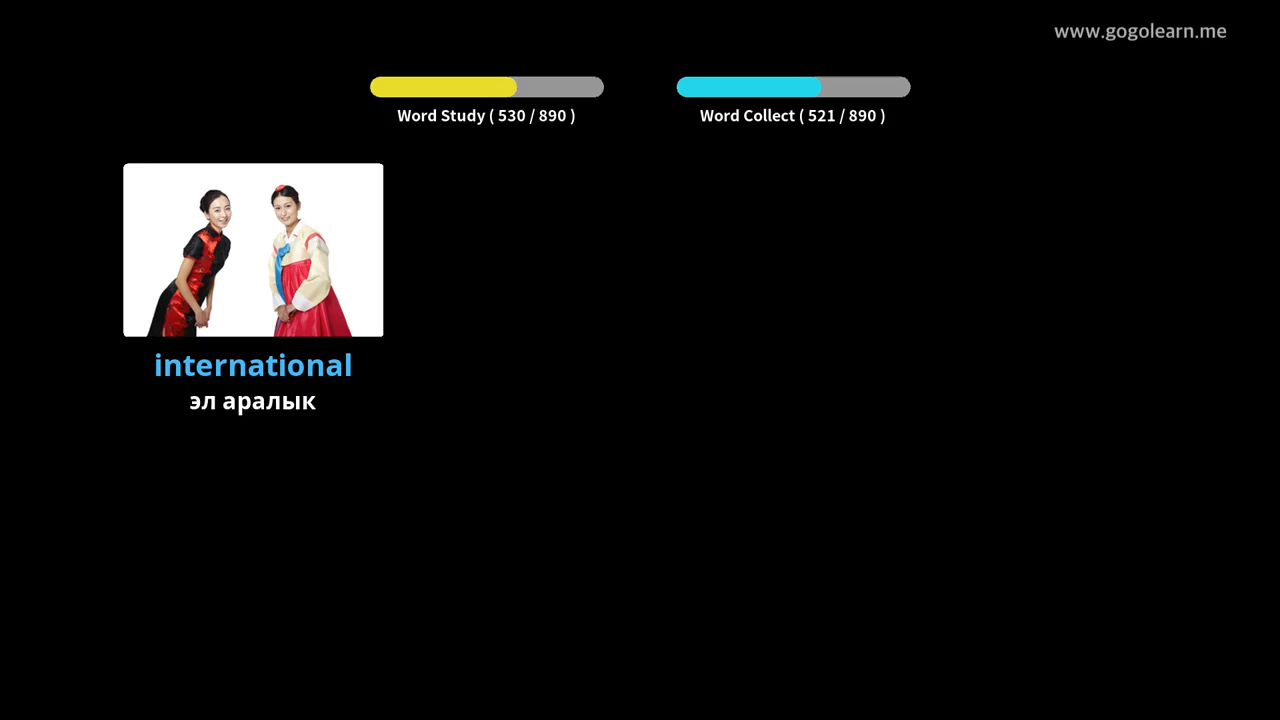 www.gogolearn.me
Word Study ( 530 / 890 )
Word Collect ( 521 / 890 )
international
эл аралык